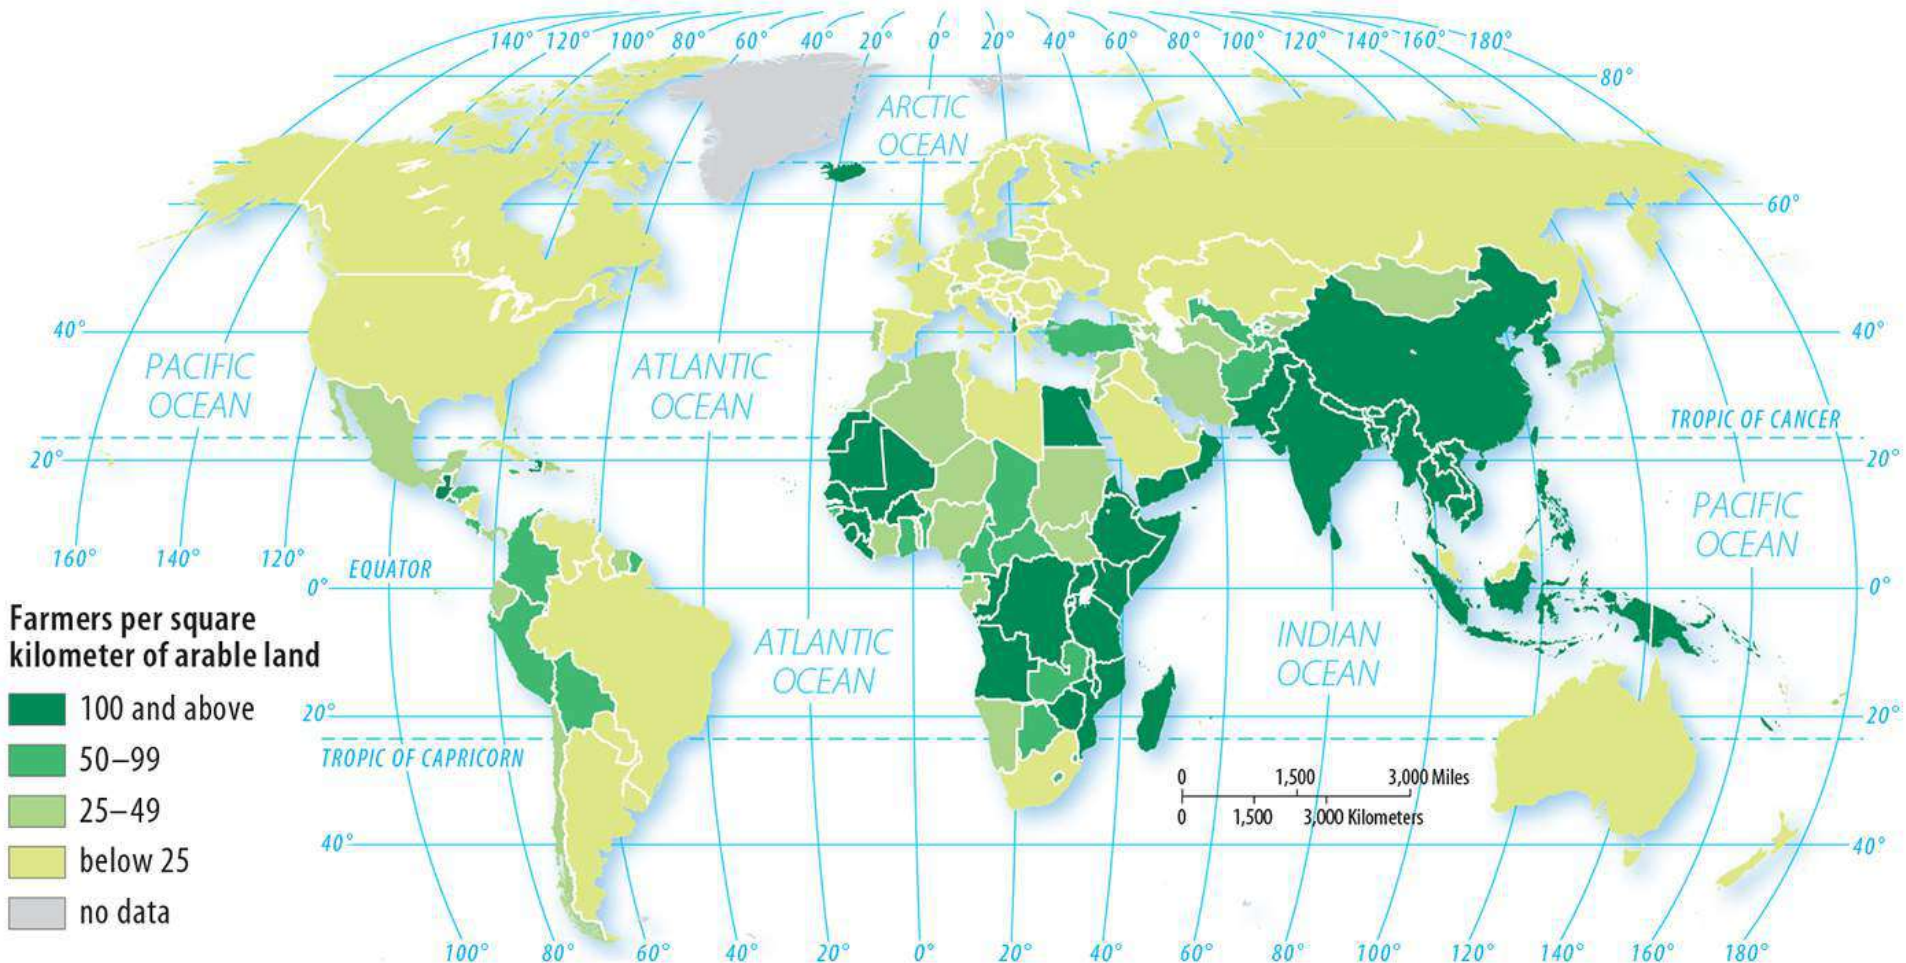 140° 120° 100° 80° 60° 40° 20° 0° 20° 40° 60° 80° 100° 120° 140° 160° 180°
80°
ARCTIC
OCEAN
60°
40°
40°
PACIFIC
OCEAN
ATLANTIC
OCEAN
TROPIC OF CANCER
20°
20°
PACIFIC
OCEAN
160°
140°
120°
EQUATOR
0°
0°
Farmers per square
kilometer of arable land
100 and above
50–99
25–49
below 25
no data
ATLANTIC
OCEAN
INDIAN
OCEAN
20°
20°
TROPIC OF CAPRICORN
0 1,500 3,000 Miles
0 1,500 3,000 Kilometers
40°
40°
100° 80° 60° 40° 20° 0° 20° 40° 60° 80° 100° 120° 140° 160° 180°